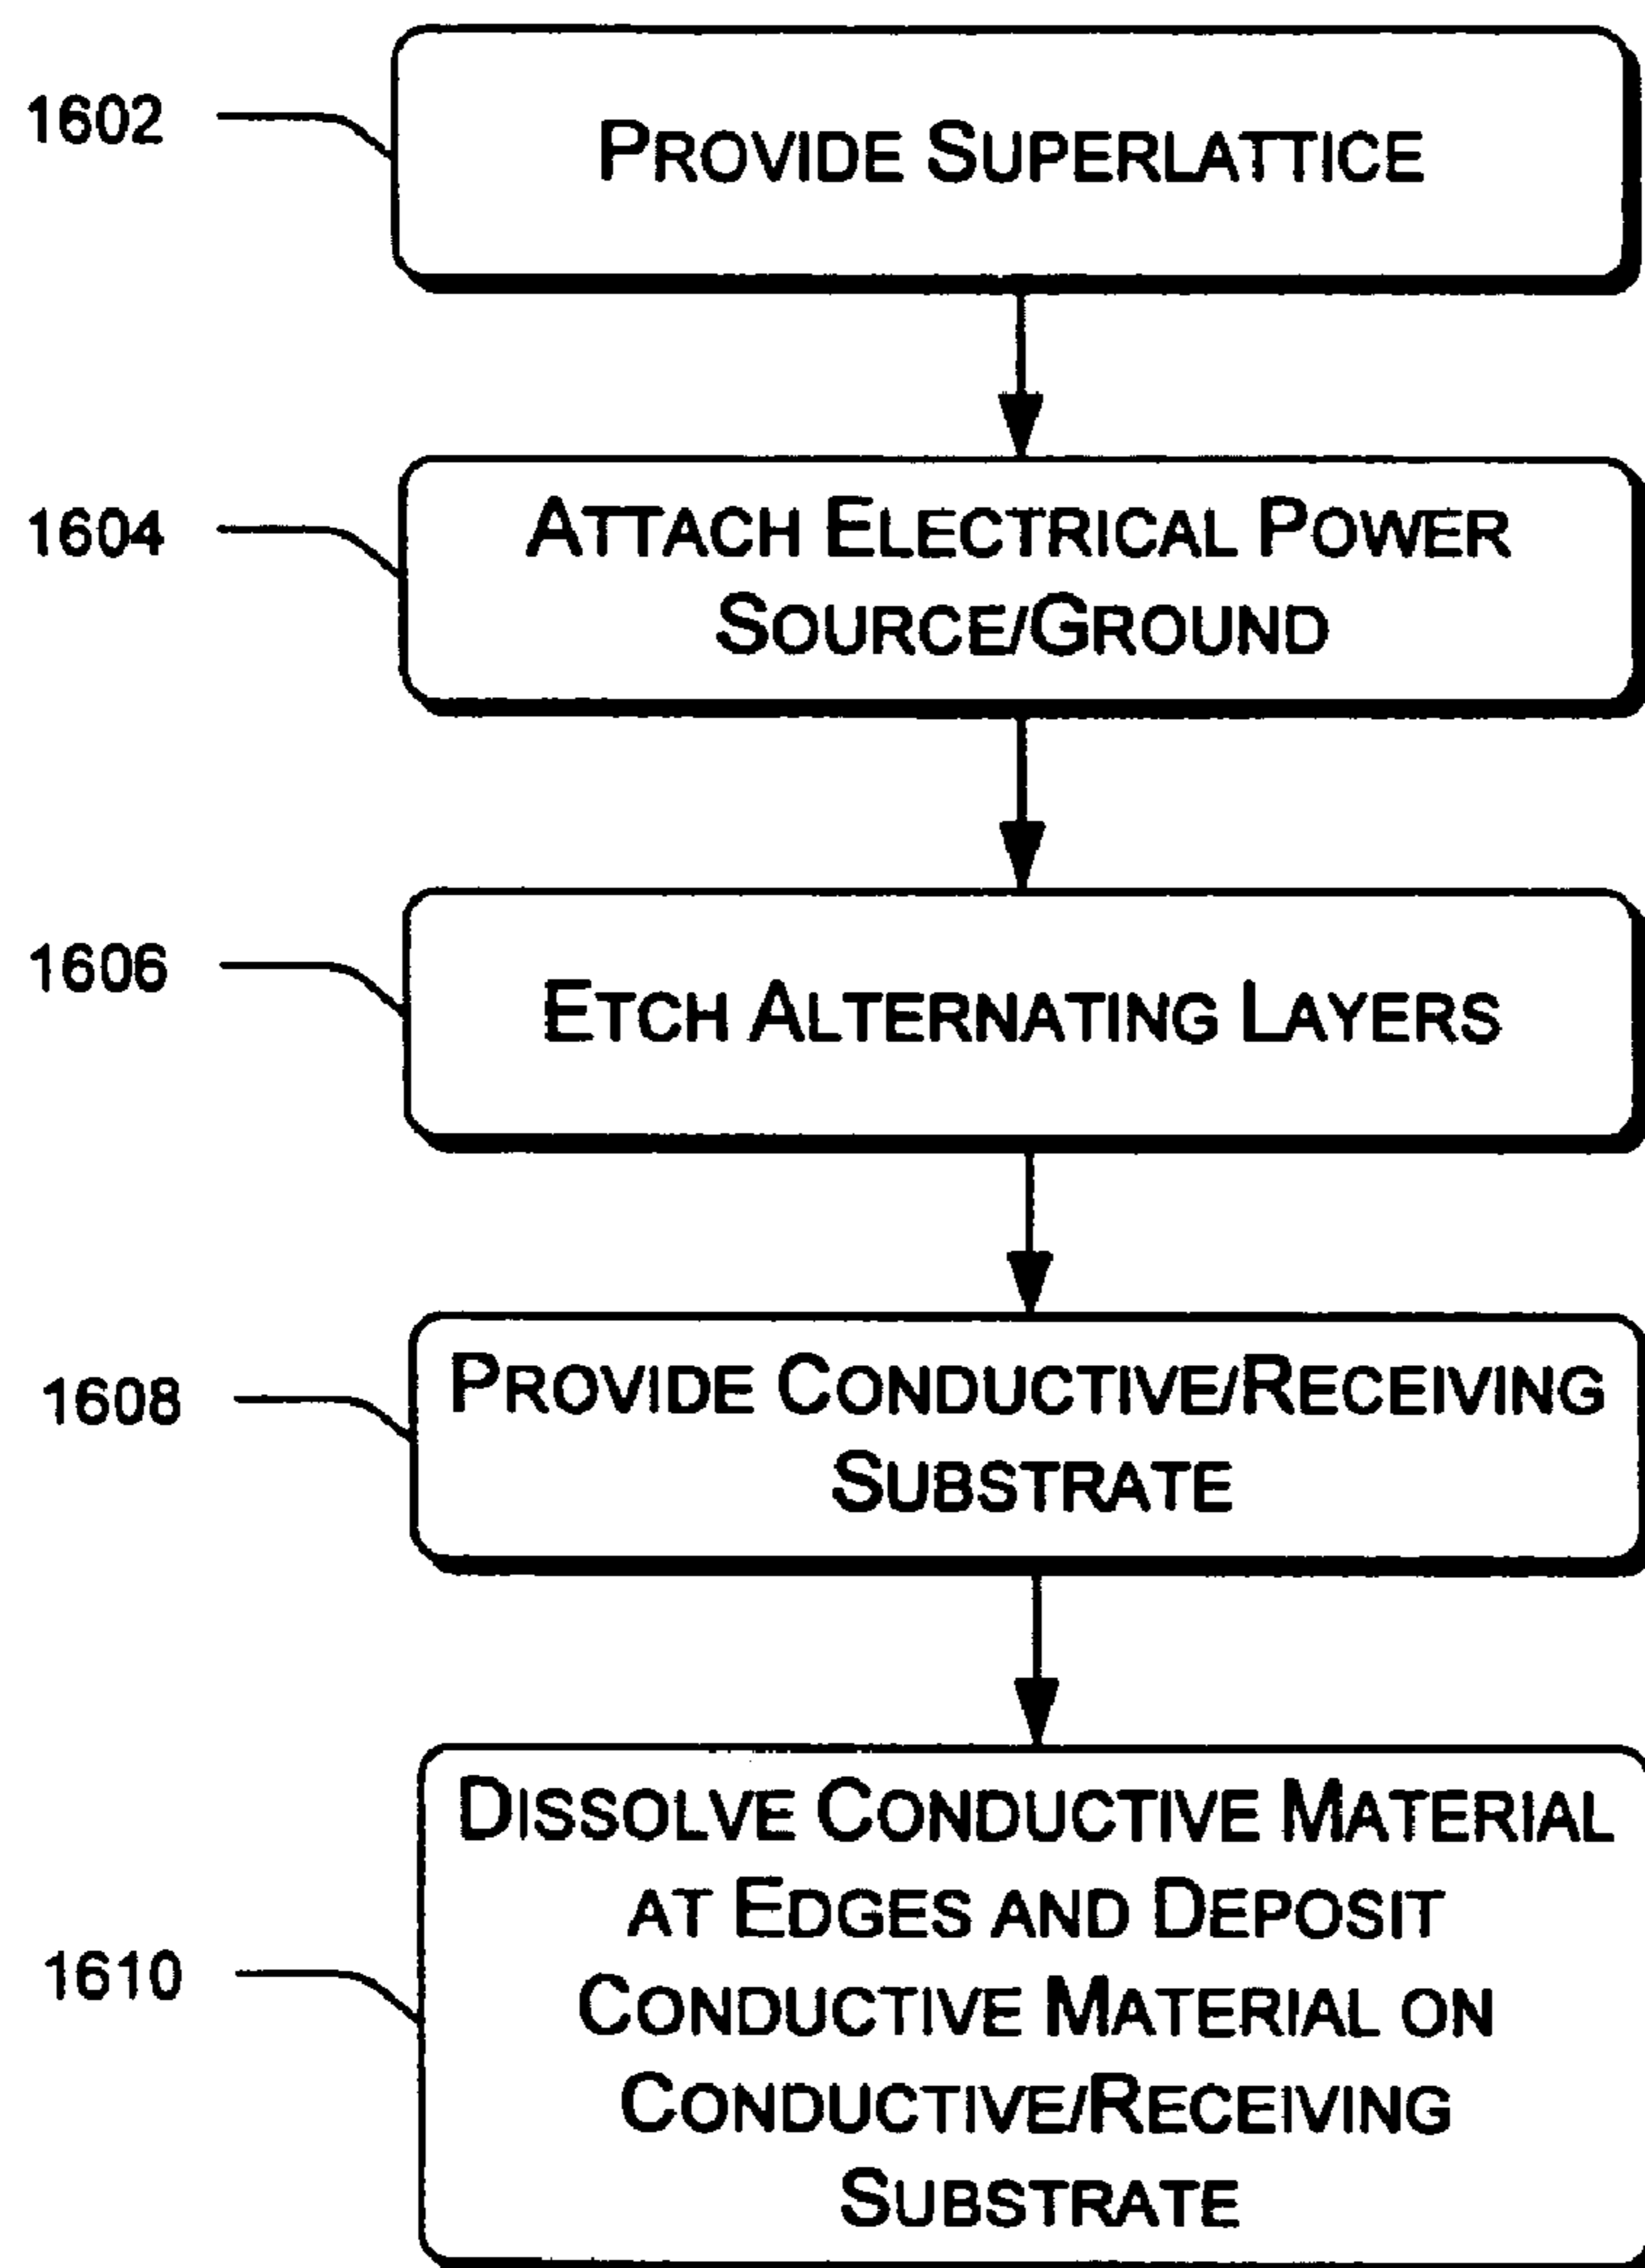 1602
PROVIDE SUPERLATTICE
1604
ATTACH ELECTRICAL POWER
SOURCE/GROUND
1606
ETCH ALTERNATING LAYERS
1608
PROVIDE CONDUCTIVE/RECEIVING
SUBSTRATE
1610
DISSOLVE CONDUCTIVE MATERIAL
AT EDGES AND DEPOSIT
CONDUCTIVE MATERIAL ON
CONDUCTIVE/RECEIVING
SUBSTRATE